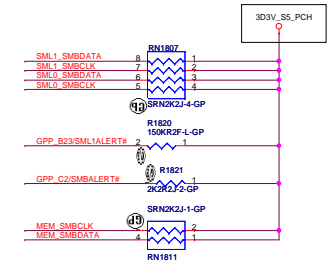 3D3V_S5_PCH
RN1807
SML1_SMBDATA 8 1
SML1_SMBCLK 7 2
SML0_SMBDATA 6 3
SML0_SMBCLK 5 4
SRN2K2J-4-GP
R1820
150KR2F-L-GP
GPP_B23/SML1ALERT# 2 1
R1821
GPP_C2/SMBALERT# 2 1
2K2R2J-2-GP
SRN2K2J-1-GP
MEM_SMBCLK 3 2
MEM_SMBDATA 4 1
RN1811